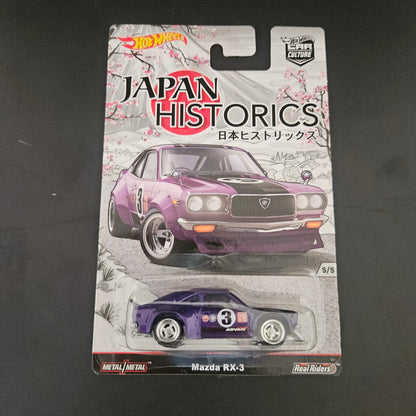 Hot Wheels
CAR
CULTURE
JAPAN
HISTORICS
日本ヒストリックス
3
5/5
3
Mazda RX-3
METAL/METAL
Real Riders